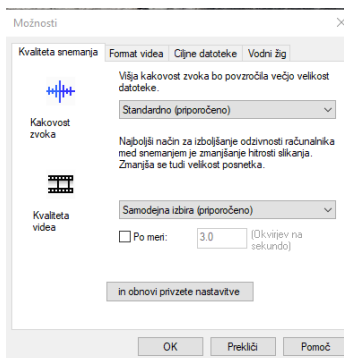 Možnosti
Kvaliteta snemanja Format videa Ciljne datoteke Vodni žig
Višja kakovost zvoka bo povzročila večjo velikost
datoteke.
Standardno (priporočeno)
Kakovost
zvoka
Najboljši način za izboljšanje odzivnosti računalnika
med snemanjem je zmanjšanje hitrosti slikanja.
Zmanjša se tudi velikost posnetka.
Kvaliteta
videa
Samodejna izbira (priporočeno)
Po meri: 3.0 (Okvirjev na
sekundo)
in obnovi privzete nastavitve
OK Prekliči Pomoč